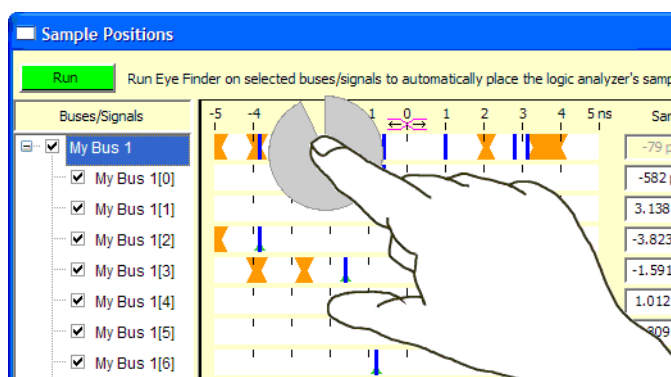 Sample Positions
Run Run Eye Finder on selected buses/signals to automatically place the logic analyzer's
Buses/Signals -5 -4 1 0 1 2 3 4 5 ns
My Bus 1 -79
My Bus 1[0] -582
My Bus 1[1] 3.138
My Bus 1[2] -3.823
My Bus 1[3] -1.591
My Bus 1[4] 1.012
My Bus 1[5]
My Bus 1[6]